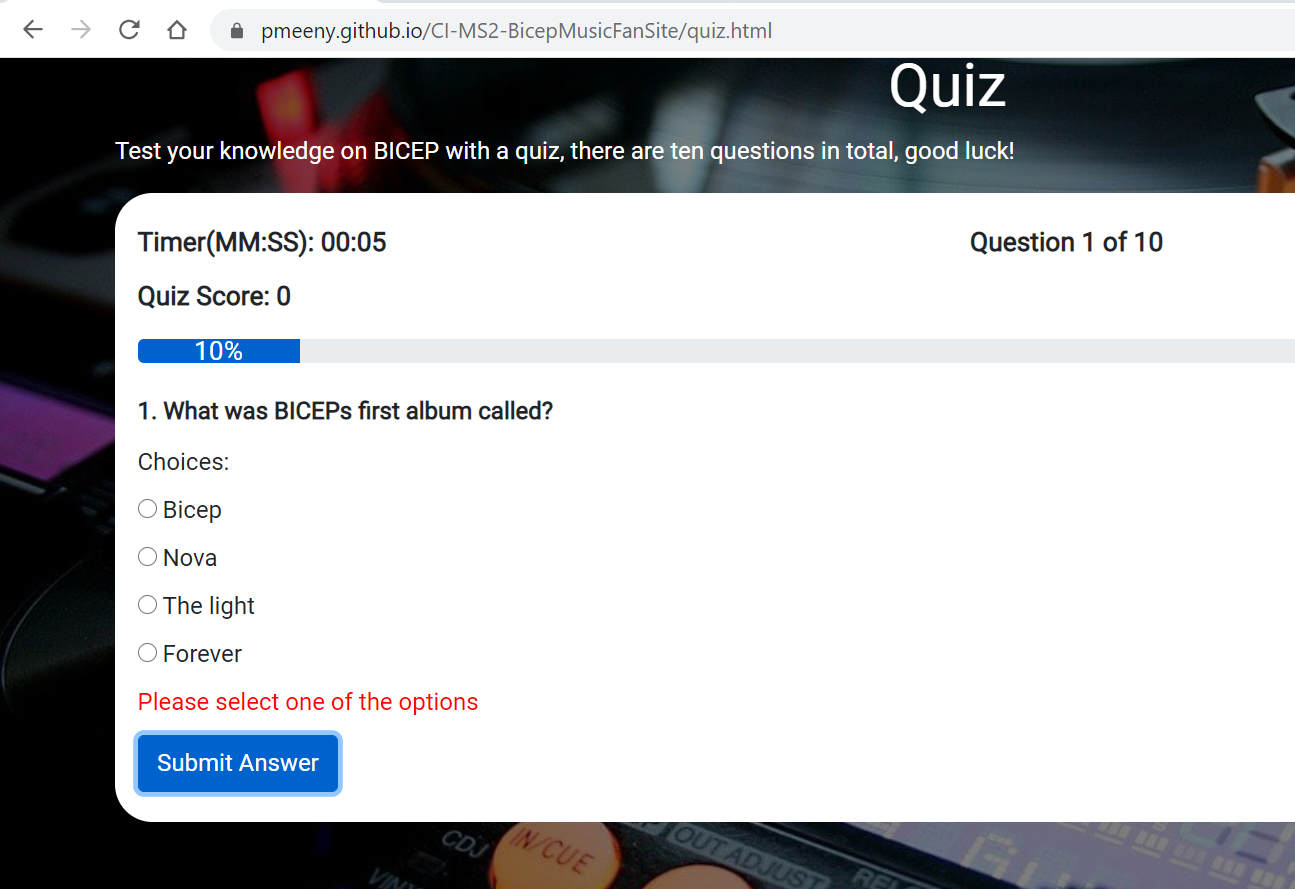 pmeeny.github.io/CI-MS2-BicepMusicFanSite/quiz.html
Quiz
Test your knowledge on BICEP with a quiz, there are ten questions in total, good luck!
Timer(MM:SS): 00:05
Question 1 of 10
Quiz Score: 0
10%
1. What was BICEPs first album called?
Choices:
Bicep
Nova
The light
Forever
Please select one of the options
Submit Answer
CDJ
IN/CUE
OUT ADJUST